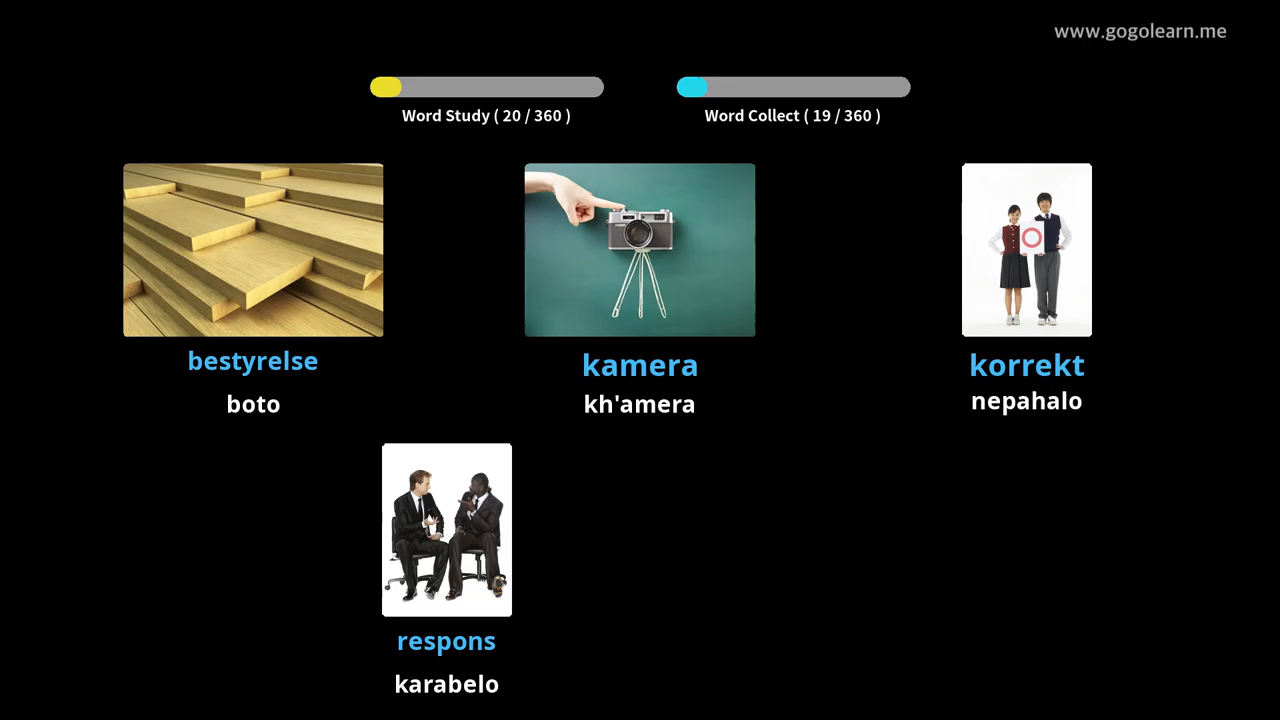 www.gogolearn.me
Word Study ( 20 / 360 )
Word Collect ( 19 / 360 )
bestyrelse
boto
kamera
kh'amera
korrekt
nepahalo
respons
karabelo